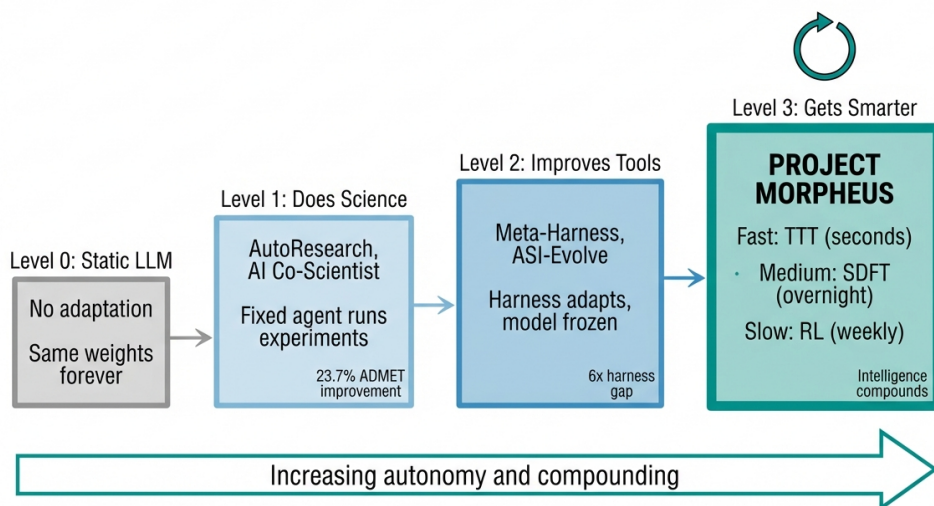 Level 0: Static LLM
No adaptation
Same weights
forever
Level 1: Does Science
AutoResearch,
AI Co-Scientist
Fixed agent runs
experiments
23.7% ADMET
improvement
Level 2: Improves Tools
Meta-Harness,
ASI-Evolve
Harness adapts,
model frozen
6x harness
gap
Level 3: Gets Smarter
PROJECT
MORPHEUS
Fast: TTT (seconds)
Medium: SDFT
(overnight)
Slow: RL (weekly)
Intelligence
compounds
Increasing autonomy and compounding